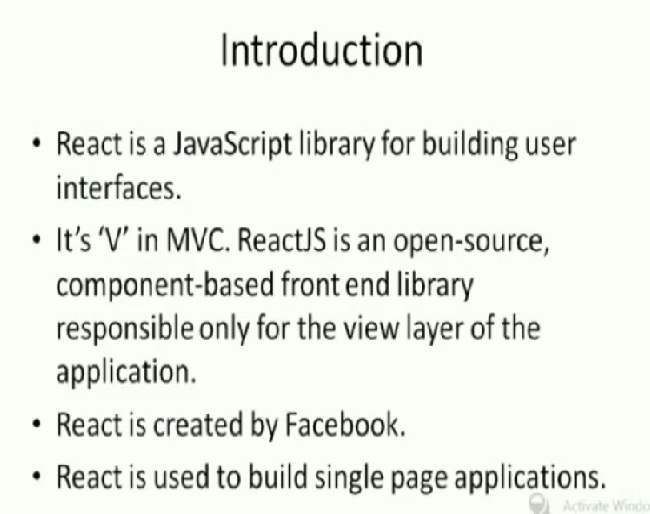 Introduction
• React is a JavaScript library for building user
interfaces.
• It's 'V' in MVC. ReactJS is an open-source,
component-based front end library
responsible only for the view layer of the
application.
• React is created by Facebook.
• React is used to build single page applications.
Activate Windo